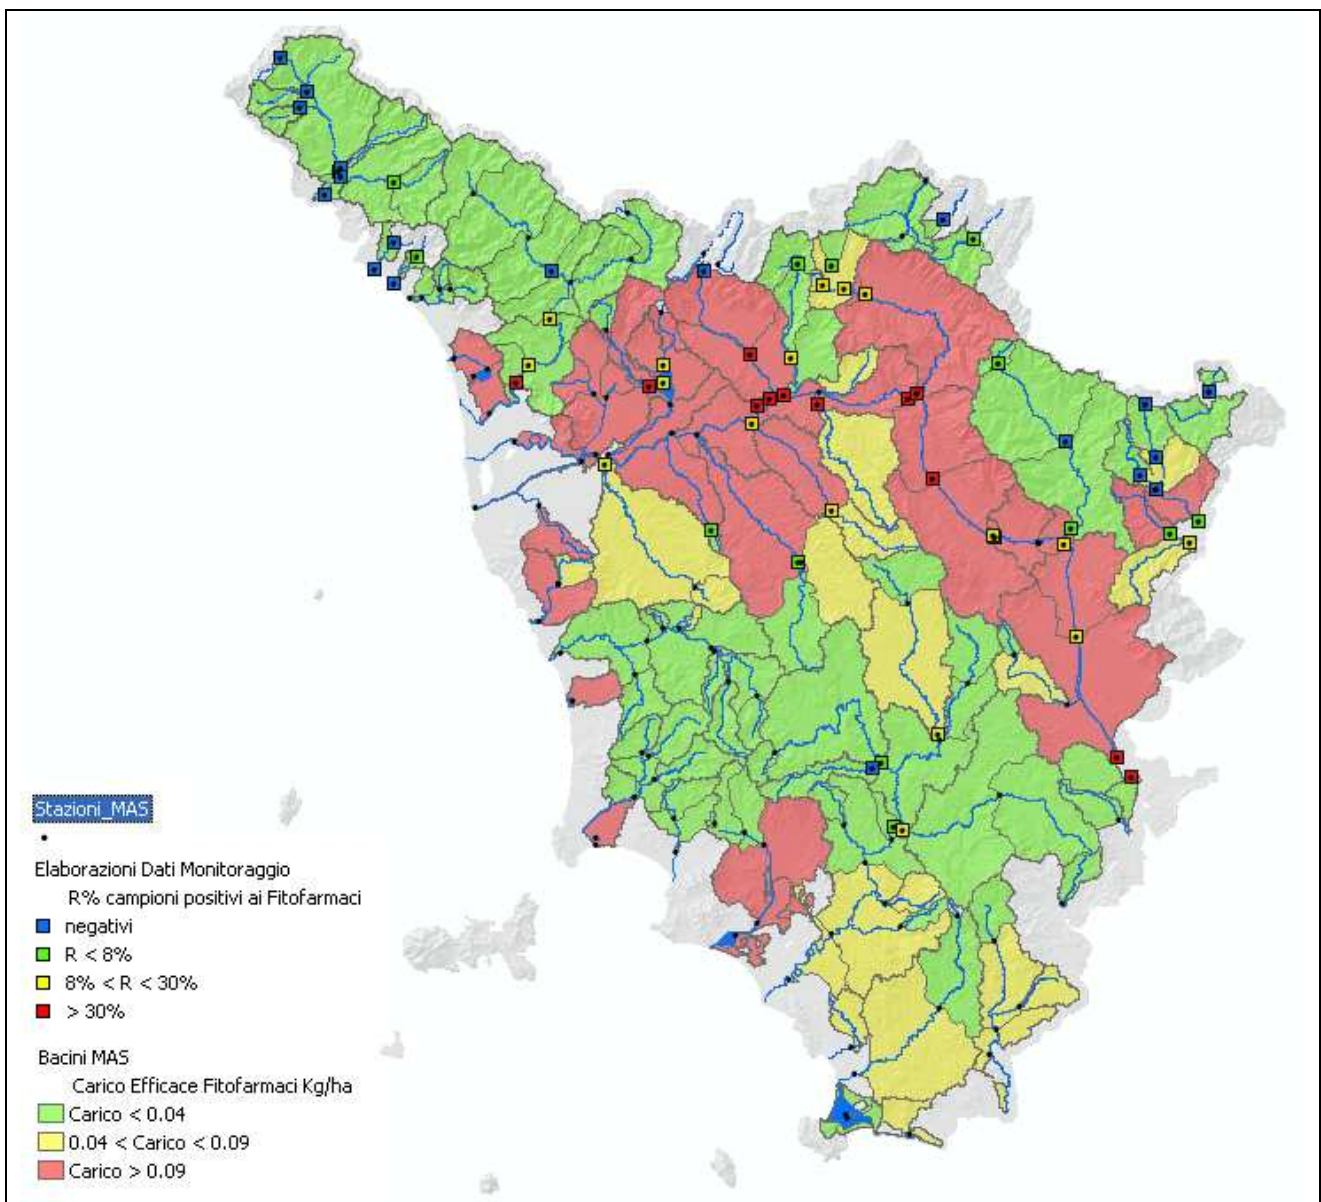 Stazioni_MAS
Elaborazioni Dati Monitoraggio
R% campioni positivi ai Fitofarmaci
negativi
R < 8%
8% < R < 30%
> 30%
Bacini MAS
Carico Efficace Fitofarmaci Kg/ha
Carico < 0.04
0.04 < Carico < 0.09
Carico > 0.09